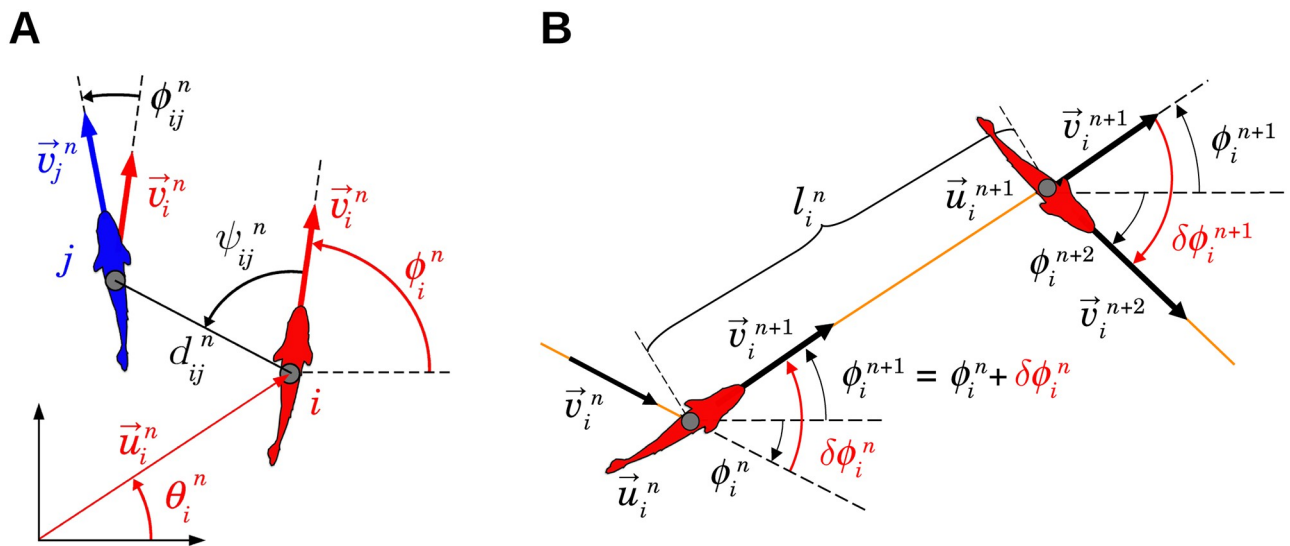 A
B
ϕ_ij^n
v⃗_j^n
v⃗_i^n
v⃗_i^n
ψ_ij^n
j
ϕ_i^n
d_ij^n
i
u⃗_i^n
θ_i^n
v⃗_i^{n+1}
ϕ_i^{n+1}
l_i^n
u⃗_i^{n+1}
δϕ_i^{n+1}
ϕ_i^{n+2}
v⃗_i^{n+2}
v⃗_i^{n+1}
ϕ_i^{n+1} = ϕ_i^n + δϕ_i^n
v⃗_i^n
δϕ_i^n
ϕ_i^n
u⃗_i^n